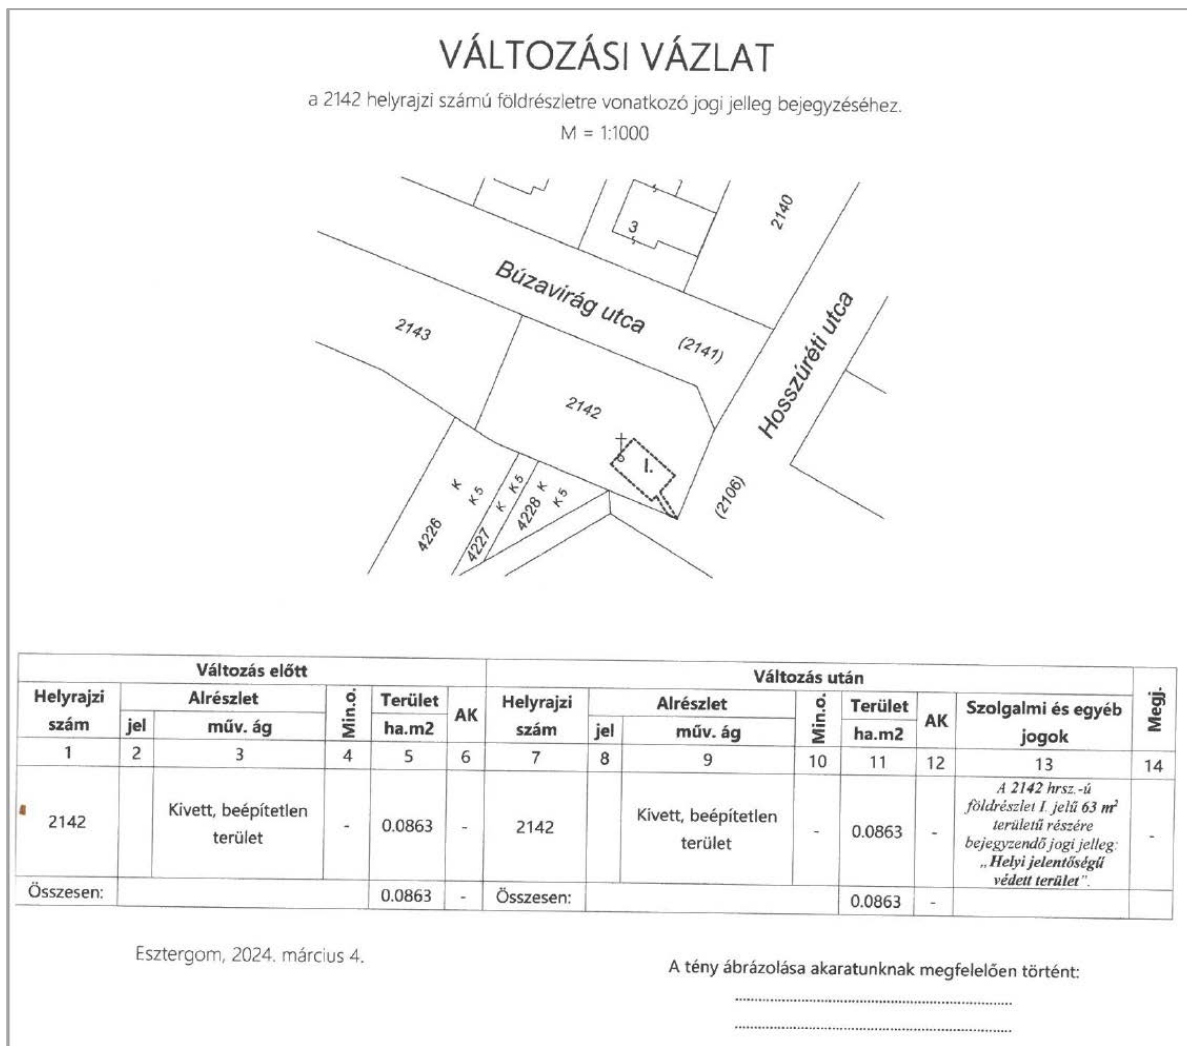 VÁLTOZÁSI VÁZLAT
a 2142 helyrajzi számú földrészletre vonatkozó jogi jelleg bejegyzéséhez.
M = 1:1000
2140
3
Búzavirág utca
(2141)
Hosszúréti utca
2143
2142
I.
(2106)
K
K 5
4226
K
K 5
4227
K
K 5
4228
Változás előtt
Változás után
Megj.
Helyrajzi szám
Alrészlet
Min.o.
Terület
AK
Helyrajzi szám
Alrészlet
Min.o.
Terület
AK
Szolgalmi és egyéb jogok
jel
műv. ág
ha.m2
jel
műv. ág
ha.m2
1 2 3 4 5 6 7 8 9 10 11 12 13 14
2142
Kivett, beépítetlen
terület
-
0.0863
-
2142
Kivett, beépítetlen
terület
-
0.0863
-
A 2142 hrsz.-ú
földrészlet I. jelű 63 m²
területű részére
bejegyzendő jogi jelleg:
„Helyi jelentőségű
védett terület”.
-
Összesen:
0.0863
-
Összesen:
0.0863
-
Esztergom, 2024. március 4.
A tény ábrázolása akaratunknak megfelelően történt: